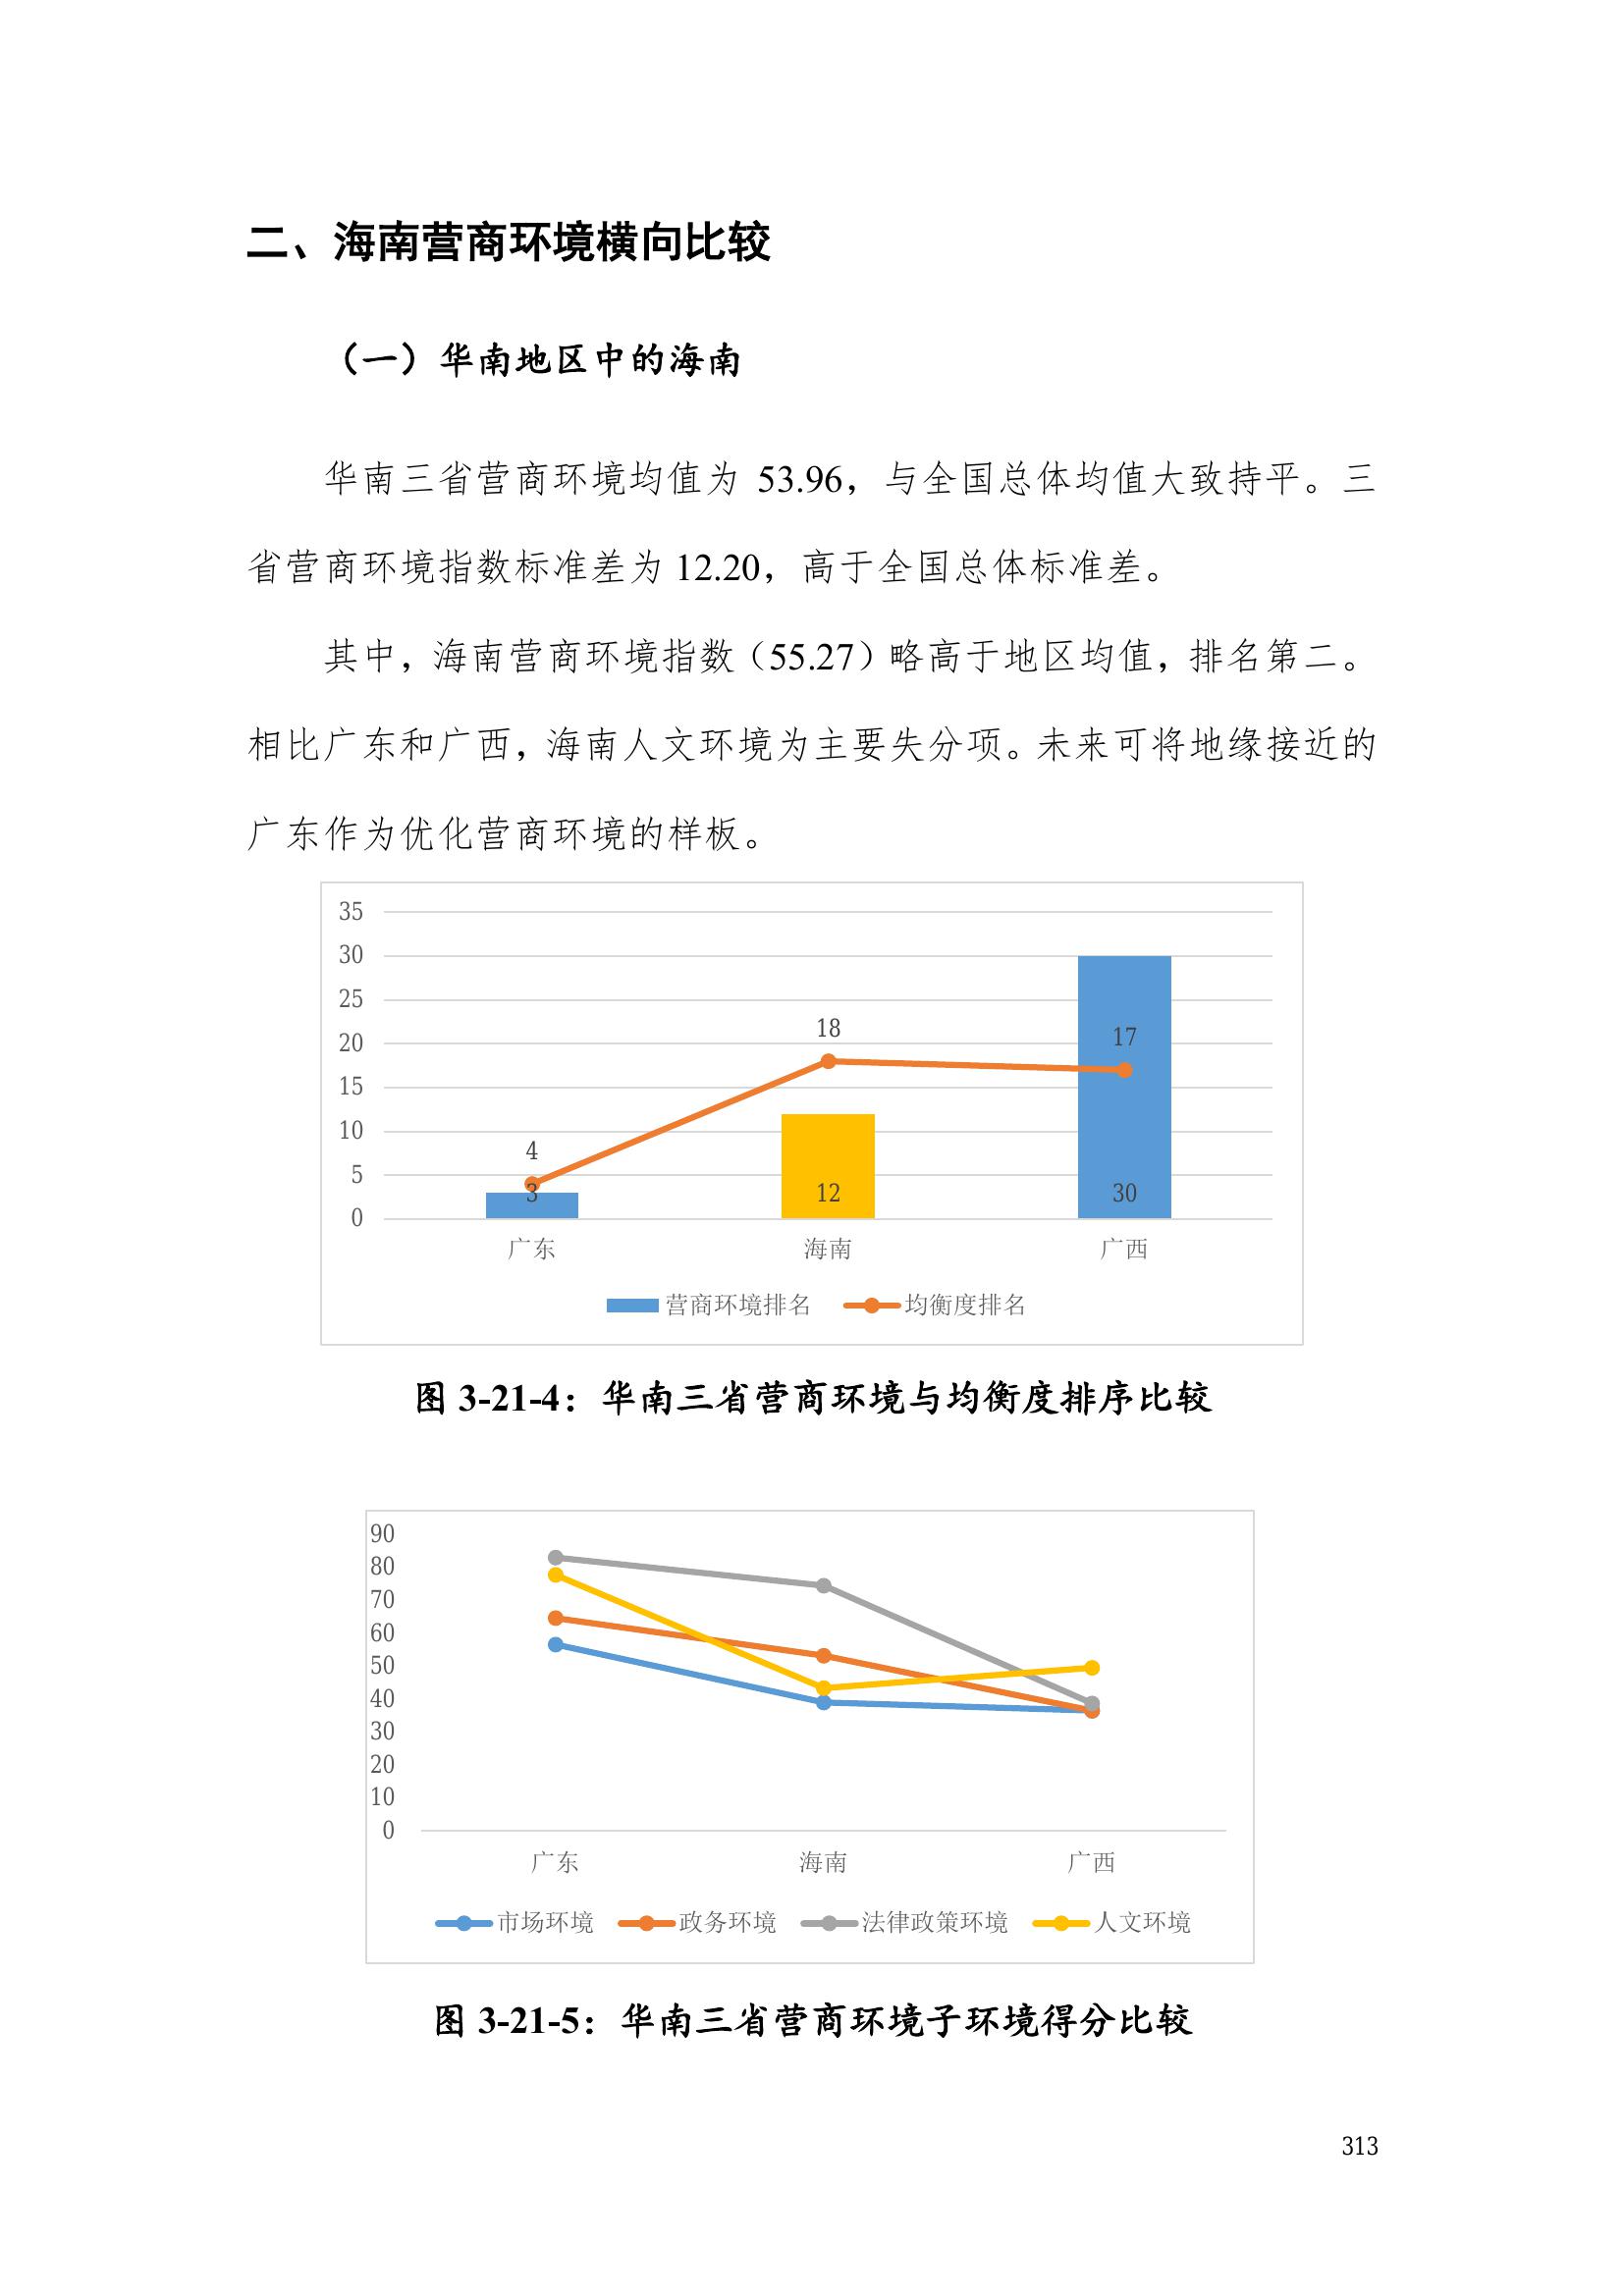 二、海南营商环境横向比较
（一）华南地区中的海南
华南三省营商环境均值为 53.96，与全国总体均值大致持平。三
省营商环境指数标准差为 12.20，高于全国总体标准差。
其中，海南营商环境指数（55.27）略高于地区均值，排名第二。
相比广东和广西，海南人文环境为主要失分项。未来可将地缘接近的
广东作为优化营商环境的样板。
35
30
25
20
15
10
5
0
4
18
17
3
12
30
广东 海南 广西
营商环境排名 均衡度排名
图 3-21-4：华南三省营商环境与均衡度排序比较
90
80
70
60
50
40
30
20
10
0
广东 海南 广西
市场环境 政务环境 法律政策环境 人文环境
图 3-21-5：华南三省营商环境子环境得分比较
313